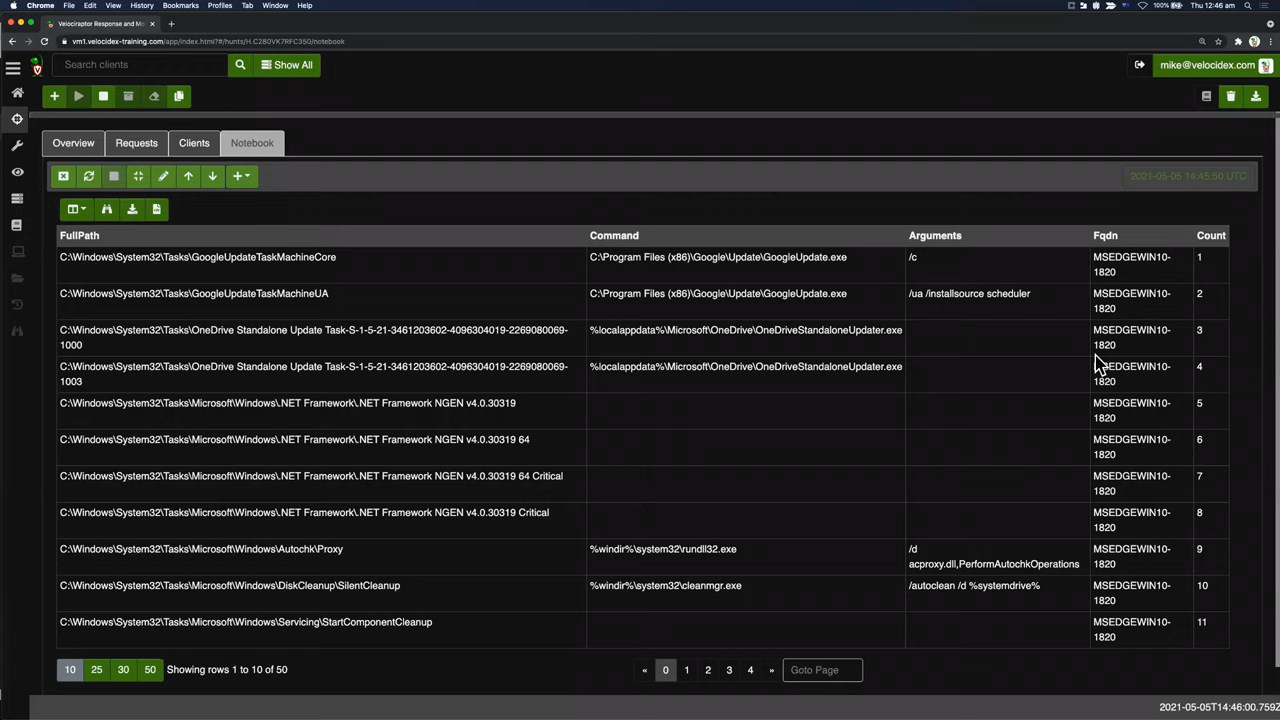 Chrome File Edit View History Bookmarks Profiles Tab Window Help 100% Thu 12:46 am
Velociraptor Response and Mo
vm1.velocidex-training.com/app/index.html?#/hunts/H.C280VK7RFC350/notebook
Search clients Show All mike@velocidex.com
Overview Requests Clients Notebook
2021-05-05 14:45:50 UTC
FullPath Command Arguments Fqdn Count
C:\Windows\System32\Tasks\GoogleUpdateTaskMachineCore C:\Program Files (x86)\Google\Update\GoogleUpdate.exe /c MSEDGEWIN10- 1
1820
C:\Windows\System32\Tasks\GoogleUpdateTaskMachineUA C:\Program Files (x86)\Google\Update\GoogleUpdate.exe /ua /installsource scheduler MSEDGEWIN10- 2
1820
C:\Windows\System32\Tasks\OneDrive Standalone Update Task-S-1-5-21-3461203602-4096304019-2269080069- %localappdata%\Microsoft\OneDrive\OneDriveStandaloneUpdater.exe MSEDGEWIN10- 3
1000 1820
C:\Windows\System32\Tasks\OneDrive Standalone Update Task-S-1-5-21-3461203602-4096304019-2269080069- %localappdata%\Microsoft\OneDrive\OneDriveStandaloneUpdater.exe MSEDGEWIN10- 4
1003 1820
C:\Windows\System32\Tasks\Microsoft\Windows\.NET Framework\.NET Framework NGEN v4.0.30319 MSEDGEWIN10- 5
1820
C:\Windows\System32\Tasks\Microsoft\Windows\.NET Framework\.NET Framework NGEN v4.0.30319 64 MSEDGEWIN10- 6
1820
C:\Windows\System32\Tasks\Microsoft\Windows\.NET Framework\.NET Framework NGEN v4.0.30319 64 Critical MSEDGEWIN10- 7
1820
C:\Windows\System32\Tasks\Microsoft\Windows\.NET Framework\.NET Framework NGEN v4.0.30319 Critical MSEDGEWIN10- 8
1820
C:\Windows\System32\Tasks\Microsoft\Windows\Autochk\Proxy %windir%\system32\rundll32.exe /d MSEDGEWIN10- 9
acproxy.dll,PerformAutochkOperations 1820
C:\Windows\System32\Tasks\Microsoft\Windows\DiskCleanup\SilentCleanup %windir%\system32\cleanmgr.exe /autoclean /d %systemdrive% MSEDGEWIN10- 10
1820
C:\Windows\System32\Tasks\Microsoft\Windows\Servicing\StartComponentCleanup MSEDGEWIN10- 11
1820
10 25 30 50 Showing rows 1 to 10 of 50 « 0 1 2 3 4 » Goto Page
2021-05-05T14:46:00.759Z